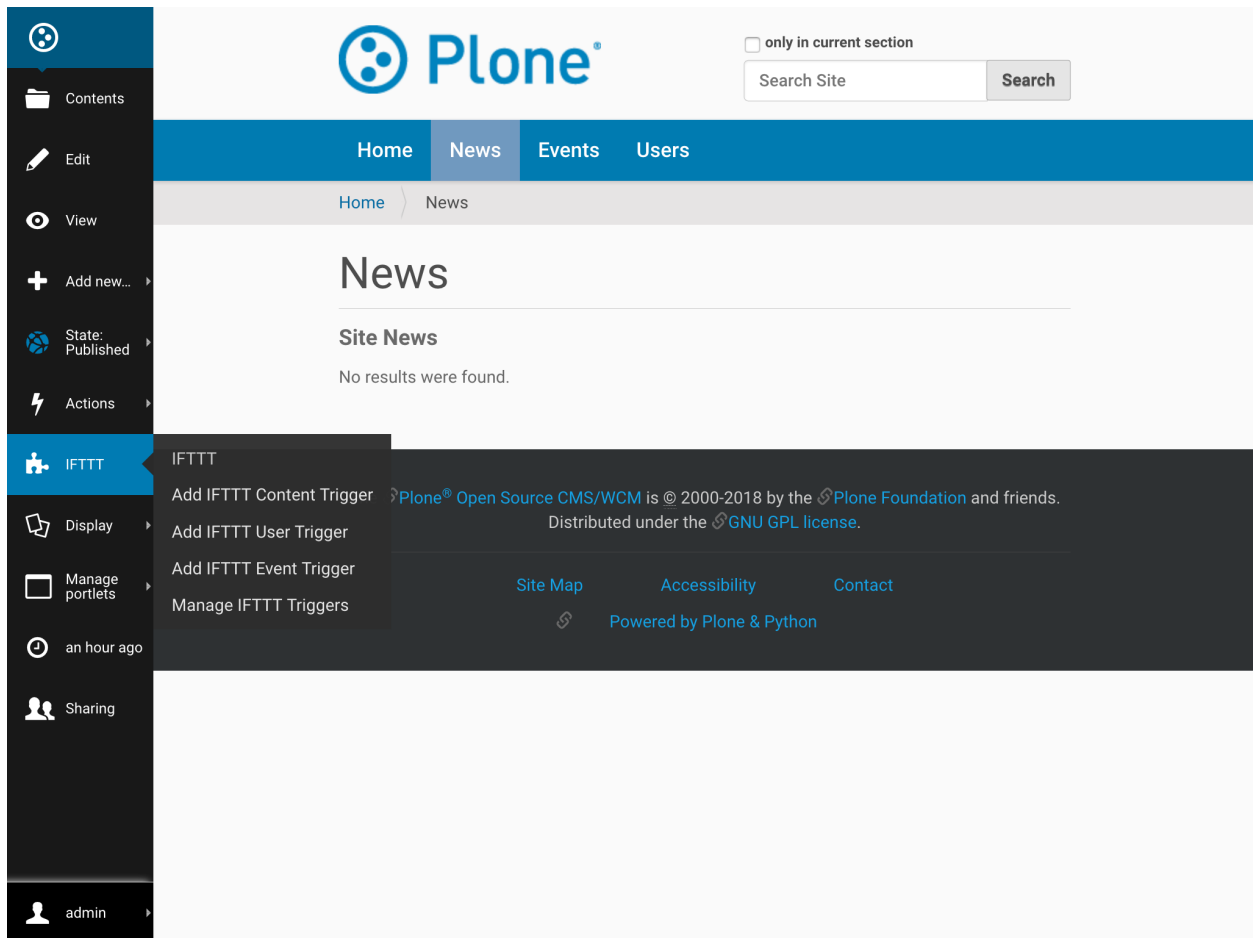 Plone®
only in current section
Search Site
Search
Home
News
Events
Users
Home
News
News
Site News
No results were found.
Contents
Edit
View
Add new...
State:
Published
Actions
IFTTT
IFTTT
Add IFTTT Content Trigger
Add IFTTT User Trigger
Add IFTTT Event Trigger
Manage IFTTT Triggers
Display
Manage
portlets
an hour ago
Sharing
admin
Plone® Open Source CMS/WCM is © 2000-2018 by the Plone Foundation and friends.
Distributed under the GNU GPL license.
Site Map
Accessibility
Contact
Powered by Plone & Python